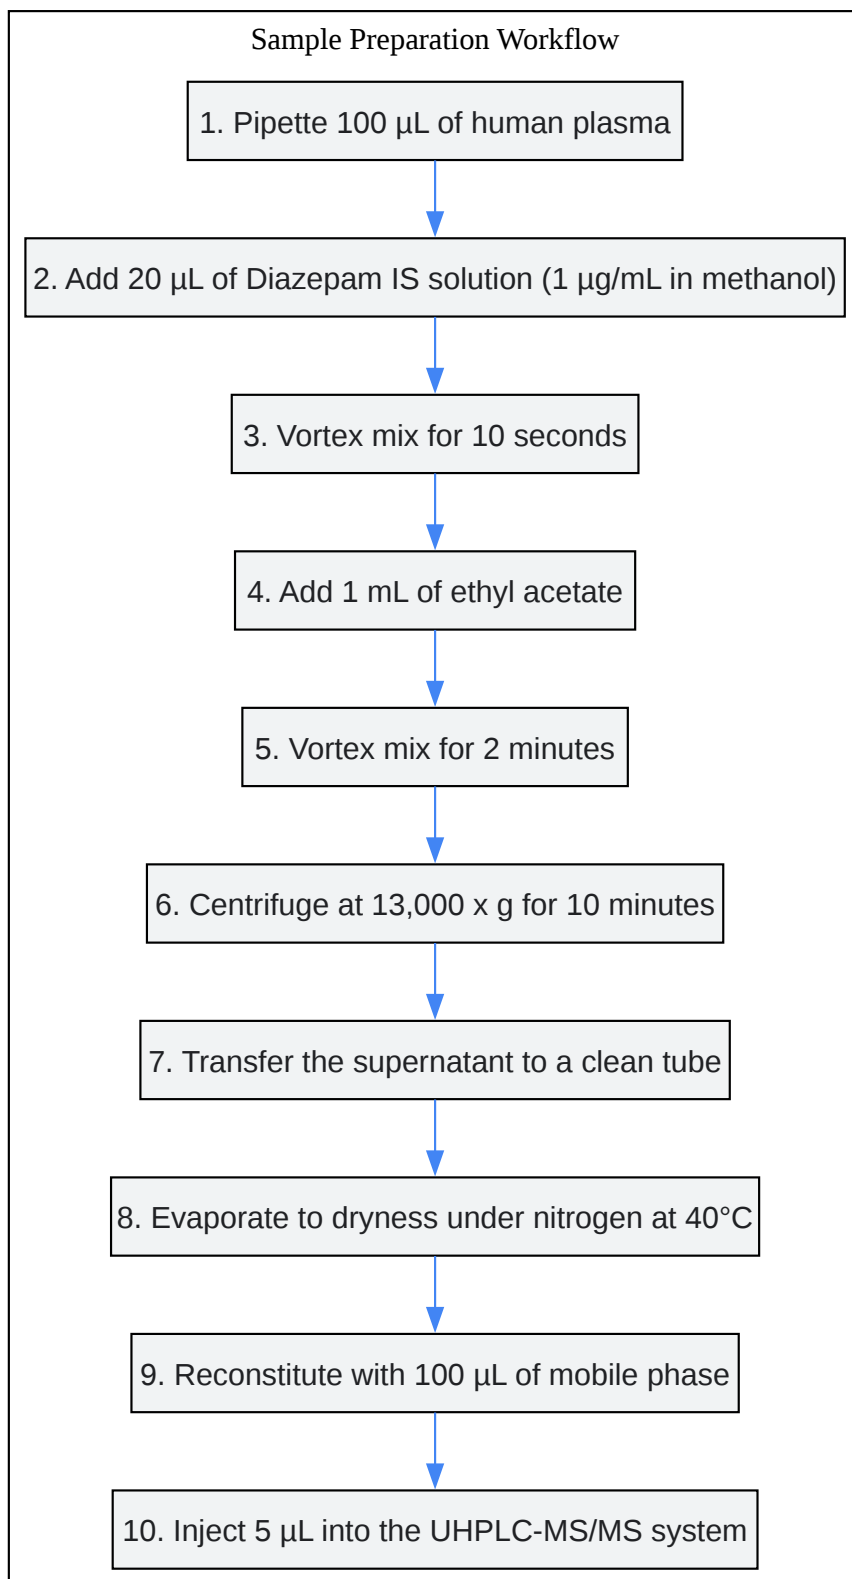 Sample Preparation Workflow
1. Pipette 100 µL of human plasma
2. Add 20 µL of Diazepam IS solution (1 µg/mL in methanol)
3. Vortex mix for 10 seconds
4. Add 1 mL of ethyl acetate
5. Vortex mix for 2 minutes
6. Centrifuge at 13,000 x g for 10 minutes
7. Transfer the supernatant to a clean tube
8. Evaporate to dryness under nitrogen at 40°C
9. Reconstitute with 100 µL of mobile phase
10. Inject 5 µL into the UHPLC-MS/MS system